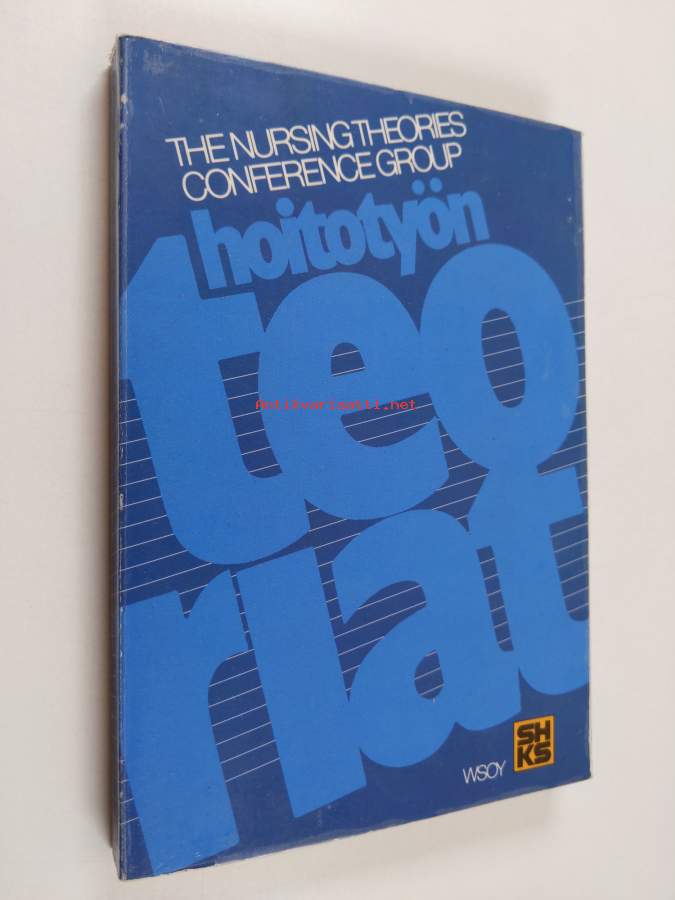 THE NURSING THEORIES
CONFERENCE GROUP
hoitotyön
teo
Antikvariaatti.net
riat
WSOY
SH
KS